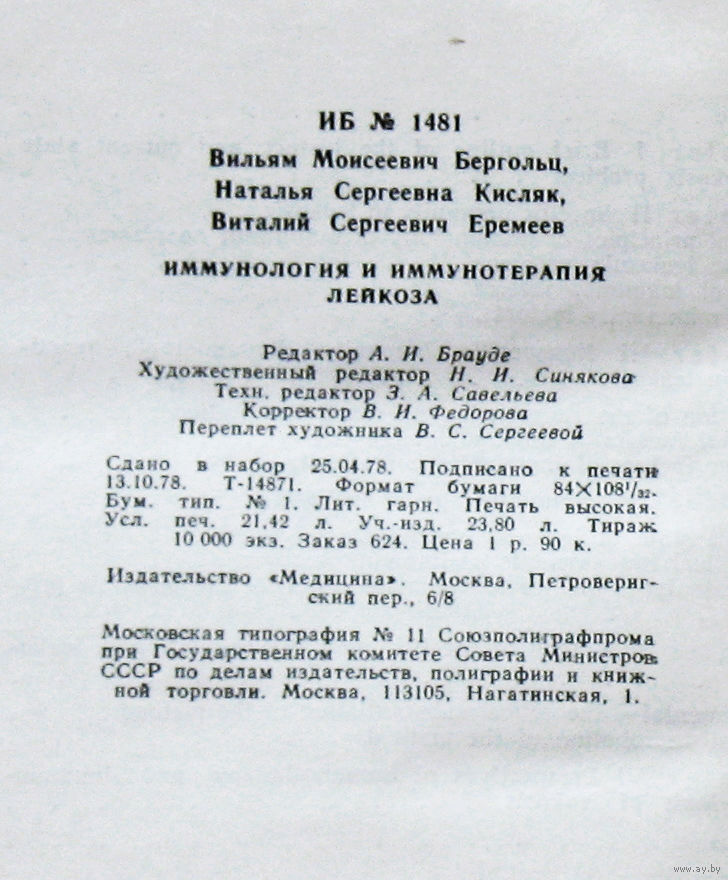 ИБ № 1481
Вильям Моисеевич Бергольц,
Наталья Сергеевна Кисляк,
Виталий Сергеевич Еремеев
ИММУНОЛОГИЯ И ИММУНОТЕРАПИЯ
ЛЕЙКОЗА
Редактор А. И. Брауде
Художественный редактор Н. И. Синякова
Техн. редактор З. А. Савельева
Корректор В. И. Федорова
Переплет художника В. С. Сергеевой
Сдано в набор 25.04.78. Подписано к печати
13.10.78. Т-14871. Формат бумаги 84×108¹/₃₂.
Бум. тип. № 1. Лит. гарн. Печать высокая.
Усл. печ. 21,42 л. Уч.-изд. 23,80 л. Тираж
10 000 экз. Заказ 624. Цена 1 р. 90 к.
Издательство «Медицина». Москва, Петровериг-
ский пер., 6/8
Московская типография № 11 Союзполиграфпрома
при Государственном комитете Совета Министров
СССР по делам издательств, полиграфии и книж-
ной торговли. Москва, 113105, Нагатинская, 1.
www.ay.by